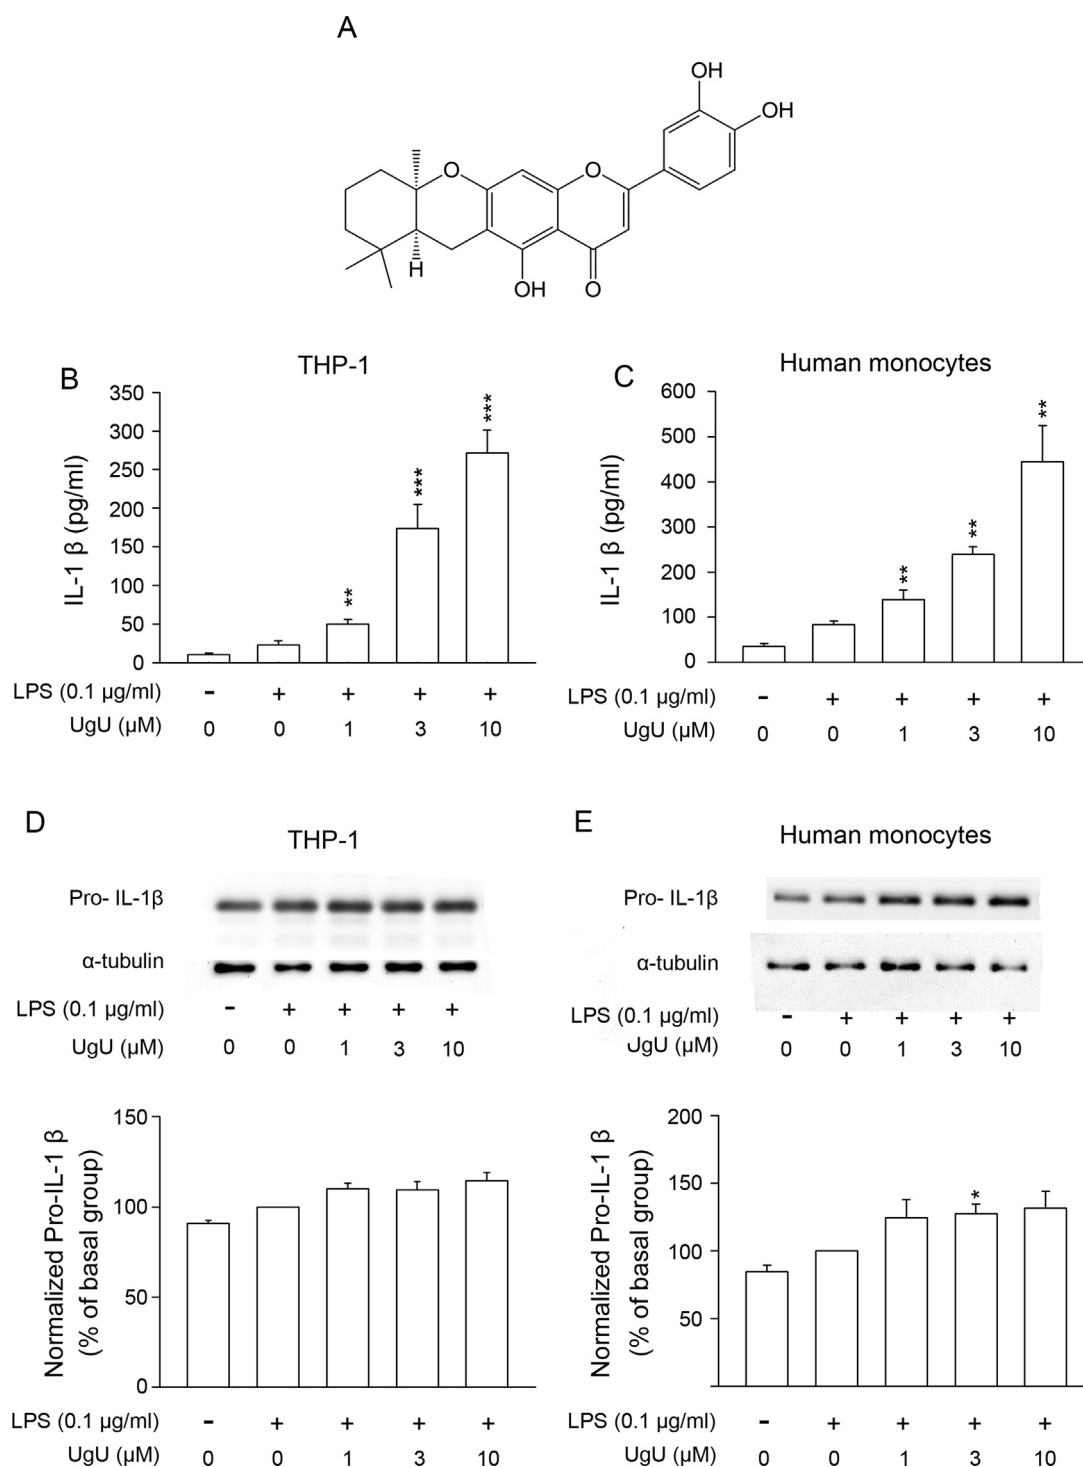 A
OH
OH
O
O
H
OH
O
B
THP-1
IL-1 β (pg/ml)
350
300
250
200
150
100
50
0
**
***
***
LPS (0.1 µg/ml) - + + + +
UgU (µM) 0 0 1 3 10
C
Human monocytes
IL-1 β (pg/ml)
600
500
400
300
200
100
0
**
**
**
LPS (0.1 µg/ml) - + + + +
UgU (µM) 0 0 1 3 10
D
THP-1
Pro- IL-1β
α-tubulin
LPS (0.1 µg/ml) - + + + +
UgU (µM) 0 0 1 3 10
Normalized Pro-IL-1 β
(% of basal group)
150
100
50
0
LPS (0.1 µg/ml) - + + + +
UgU (µM) 0 0 1 3 10
E
Human monocytes
Pro- IL-1β
α-tubulin
LPS (0.1 µg/ml) - + + + +
UgU (µM) 0 0 1 3 10
Normalized Pro-IL-1 β
(% of basal group)
200
150
100
50
*
LPS (0.1 µg/ml) - + + + +
UgU (µM) 0 0 1 3 10